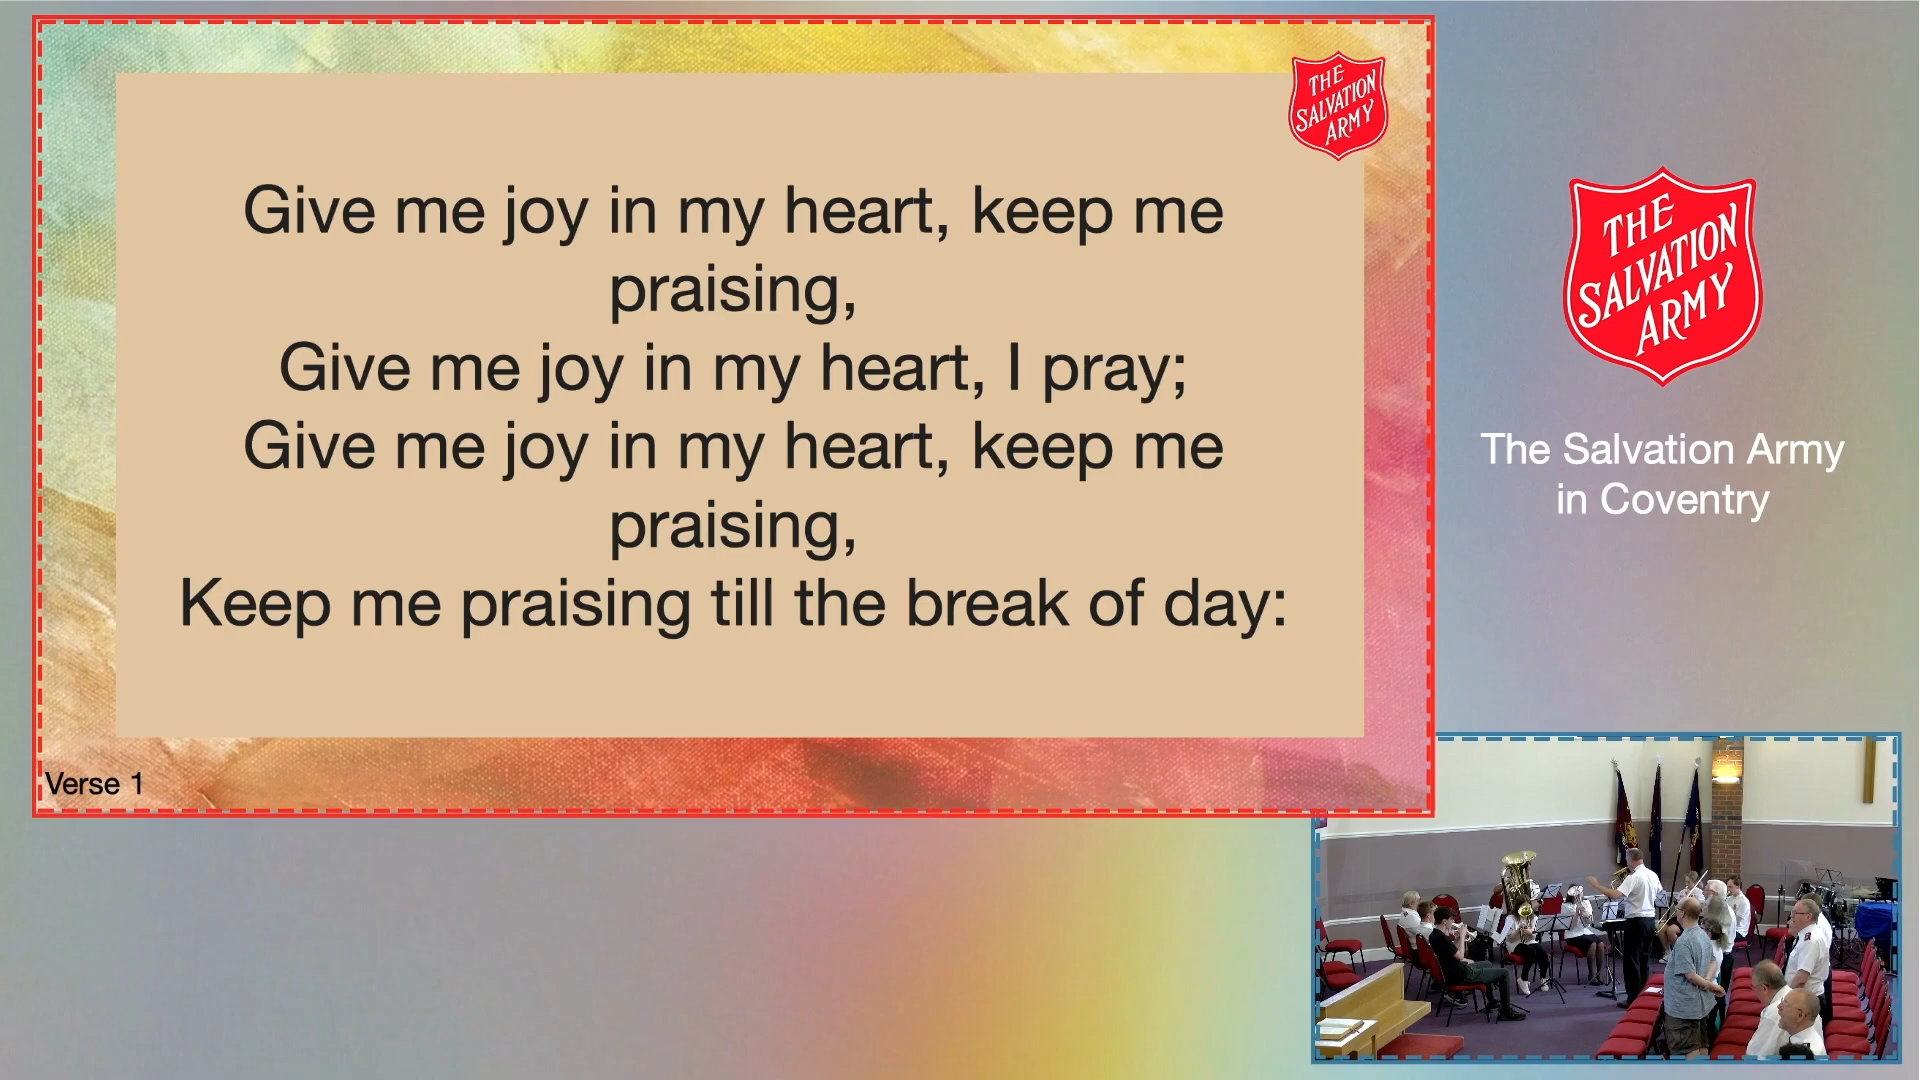 Give me joy in my heart, keep me
praising,
Give me joy in my heart, I pray;
Give me joy in my heart, keep me
praising,
Keep me praising till the break of day:
Verse 1
THE
SALVATION
ARMY
THE
SALVATION
ARMY
The Salvation Army
in Coventry